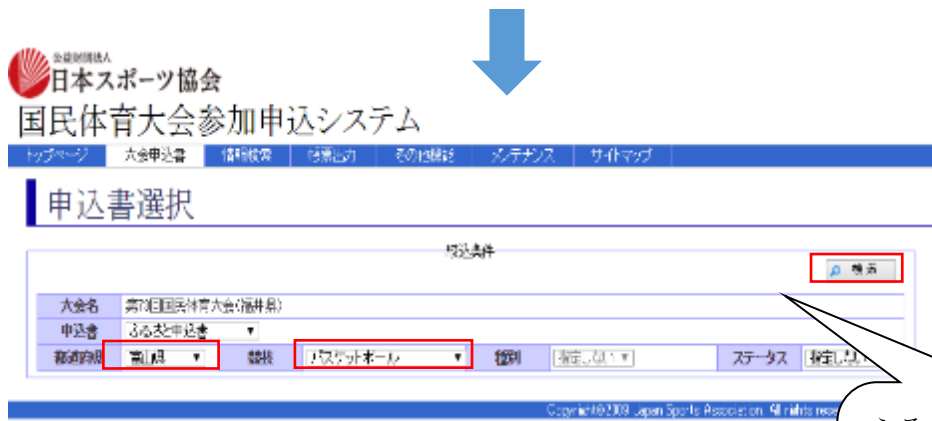 公益財団法人
日本スポーツ協会
国民体育大会参加申込システム
トップページ 大会申込書 情報検索 帳票出力 その他機能 メンテナンス サイトマップ
申込書選択
絞込条件
検索
大会名 第73回国民体育大会(福井県)
申込書 ふるさと申込書
都道府県 富山県 競技 バスケットボール 種別 指定しない ステータス 指定しない
Copyright©2009 Japan Sports Association. All rights